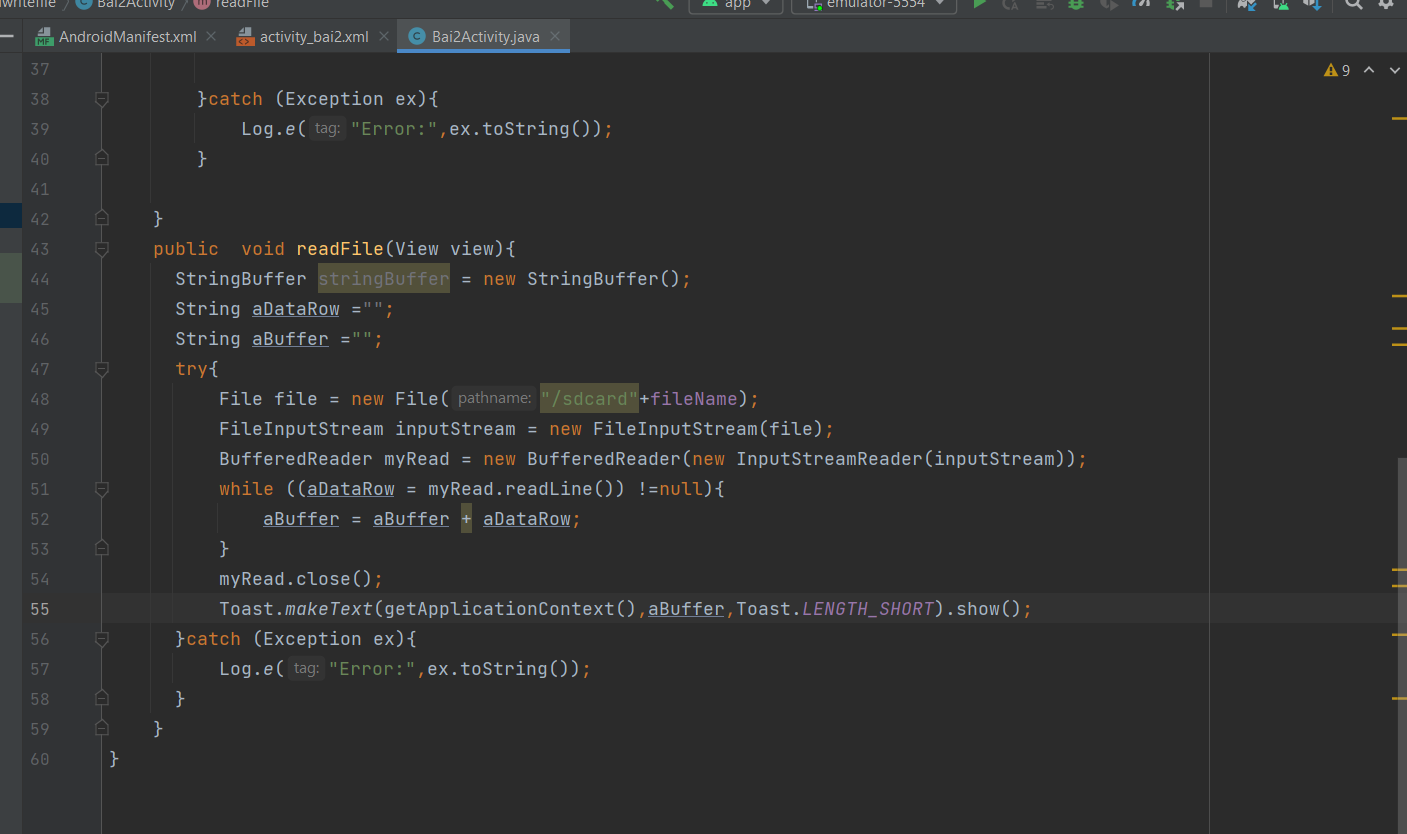 writefile / Bai2Activity / readFile app emulator-5554
AndroidManifest.xml activity_bai2.xml Bai2Activity.java
37 9
38 }catch (Exception ex){
39 Log.e( tag: "Error:",ex.toString());
40 }
41
42 }
43 public  void readFile(View view){
44 StringBuffer stringBuffer = new StringBuffer();
45 String aDataRow ="";
46 String aBuffer ="";
47 try{
48 File file = new File( pathname: "/sdcard"+fileName);
49 FileInputStream inputStream = new FileInputStream(file);
50 BufferedReader myRead = new BufferedReader(new InputStreamReader(inputStream));
51 while ((aDataRow = myRead.readLine()) !=null){
52 aBuffer = aBuffer + aDataRow;
53 }
54 myRead.close();
55 Toast.makeText(getApplicationContext(),aBuffer,Toast.LENGTH_SHORT).show();
56 }catch (Exception ex){
57 Log.e( tag: "Error:",ex.toString());
58 }
59 }
60 }